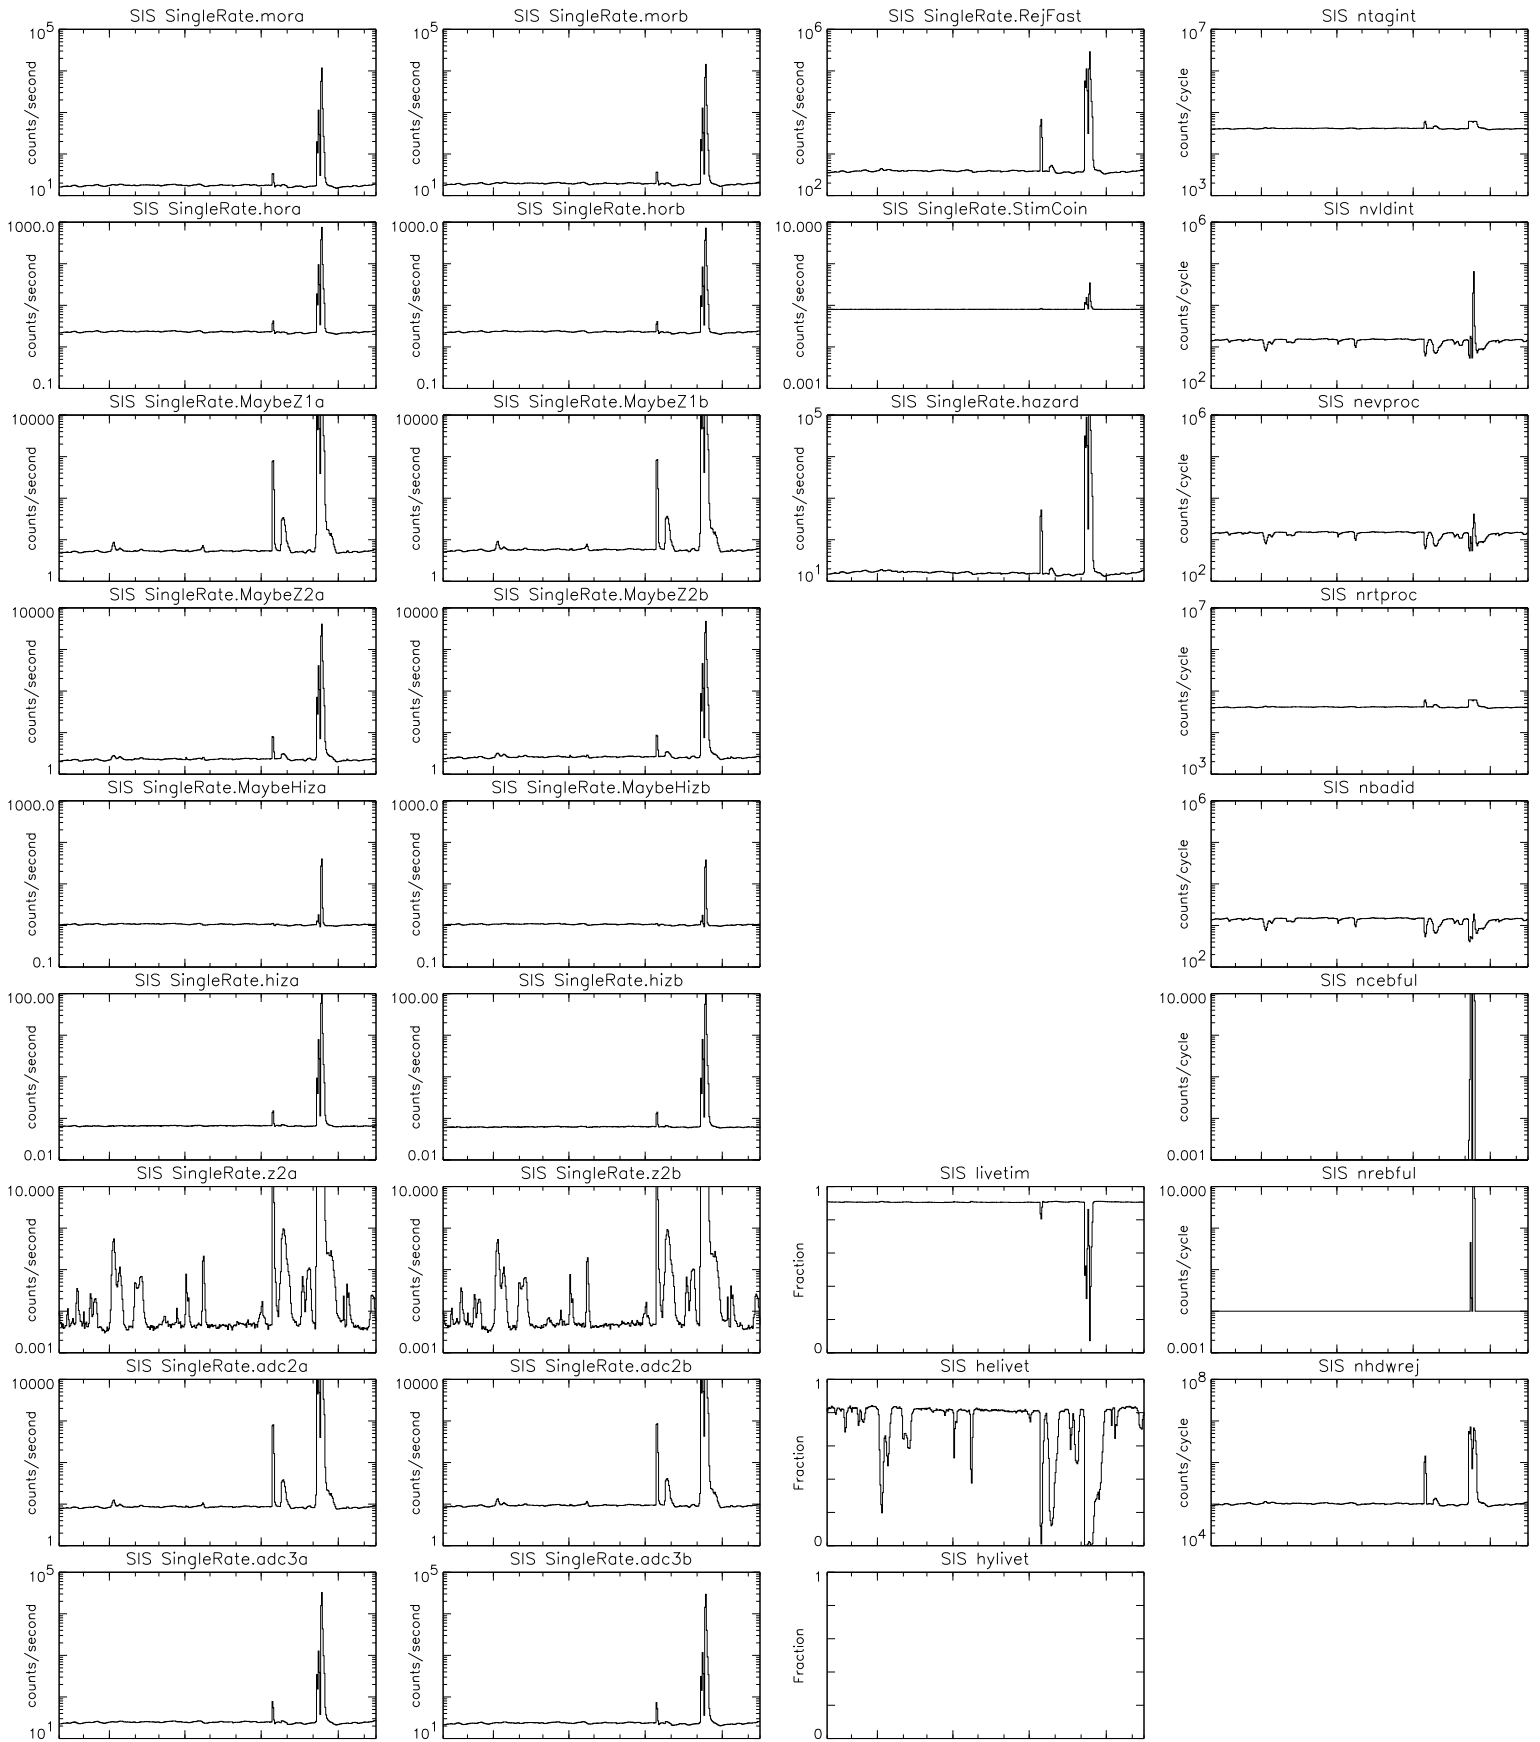 SIS SingleRate.mora
10^5
counts/second
10^1
SIS SingleRate.morb
10^5
counts/second
10^1
SIS SingleRate.RejFast
10^6
counts/second
10^2
SIS ntagint
10^7
counts/cycle
10^3
SIS SingleRate.hora
1000.0
counts/second
0.1
SIS SingleRate.horb
1000.0
counts/second
0.1
SIS SingleRate.StimCoin
10.000
counts/second
0.001
SIS nvldint
10^6
counts/cycle
10^2
SIS SingleRate.MaybeZ1a
10000
counts/second
1
SIS SingleRate.MaybeZ1b
10000
counts/second
1
SIS SingleRate.hazard
10^5
counts/second
10^1
SIS nevproc
10^6
counts/cycle
10^2
SIS SingleRate.MaybeZ2a
10000
counts/second
1
SIS SingleRate.MaybeZ2b
10000
counts/second
1
SIS nrtproc
10^7
counts/cycle
10^3
SIS SingleRate.MaybeHiza
1000.0
counts/second
0.1
SIS SingleRate.MaybeHizb
1000.0
counts/second
0.1
SIS nbadid
10^6
counts/cycle
10^2
SIS SingleRate.hiza
100.00
counts/second
0.01
SIS SingleRate.hizb
100.00
counts/second
0.01
SIS ncebful
10.000
counts/cycle
0.001
SIS SingleRate.z2a
10.000
counts/second
0.001
SIS SingleRate.z2b
10.000
counts/second
0.001
SIS livetim
1
Fraction
0
SIS nrebful
10.000
counts/cycle
0.001
SIS SingleRate.adc2a
10000
counts/second
1
SIS SingleRate.adc2b
10000
counts/second
1
SIS helivet
1
Fraction
0
SIS nhdwrej
10^8
counts/cycle
10^4
SIS SingleRate.adc3a
10^5
counts/second
10^1
SIS SingleRate.adc3b
10^5
counts/second
10^1
SIS hylivet
1
Fraction
0